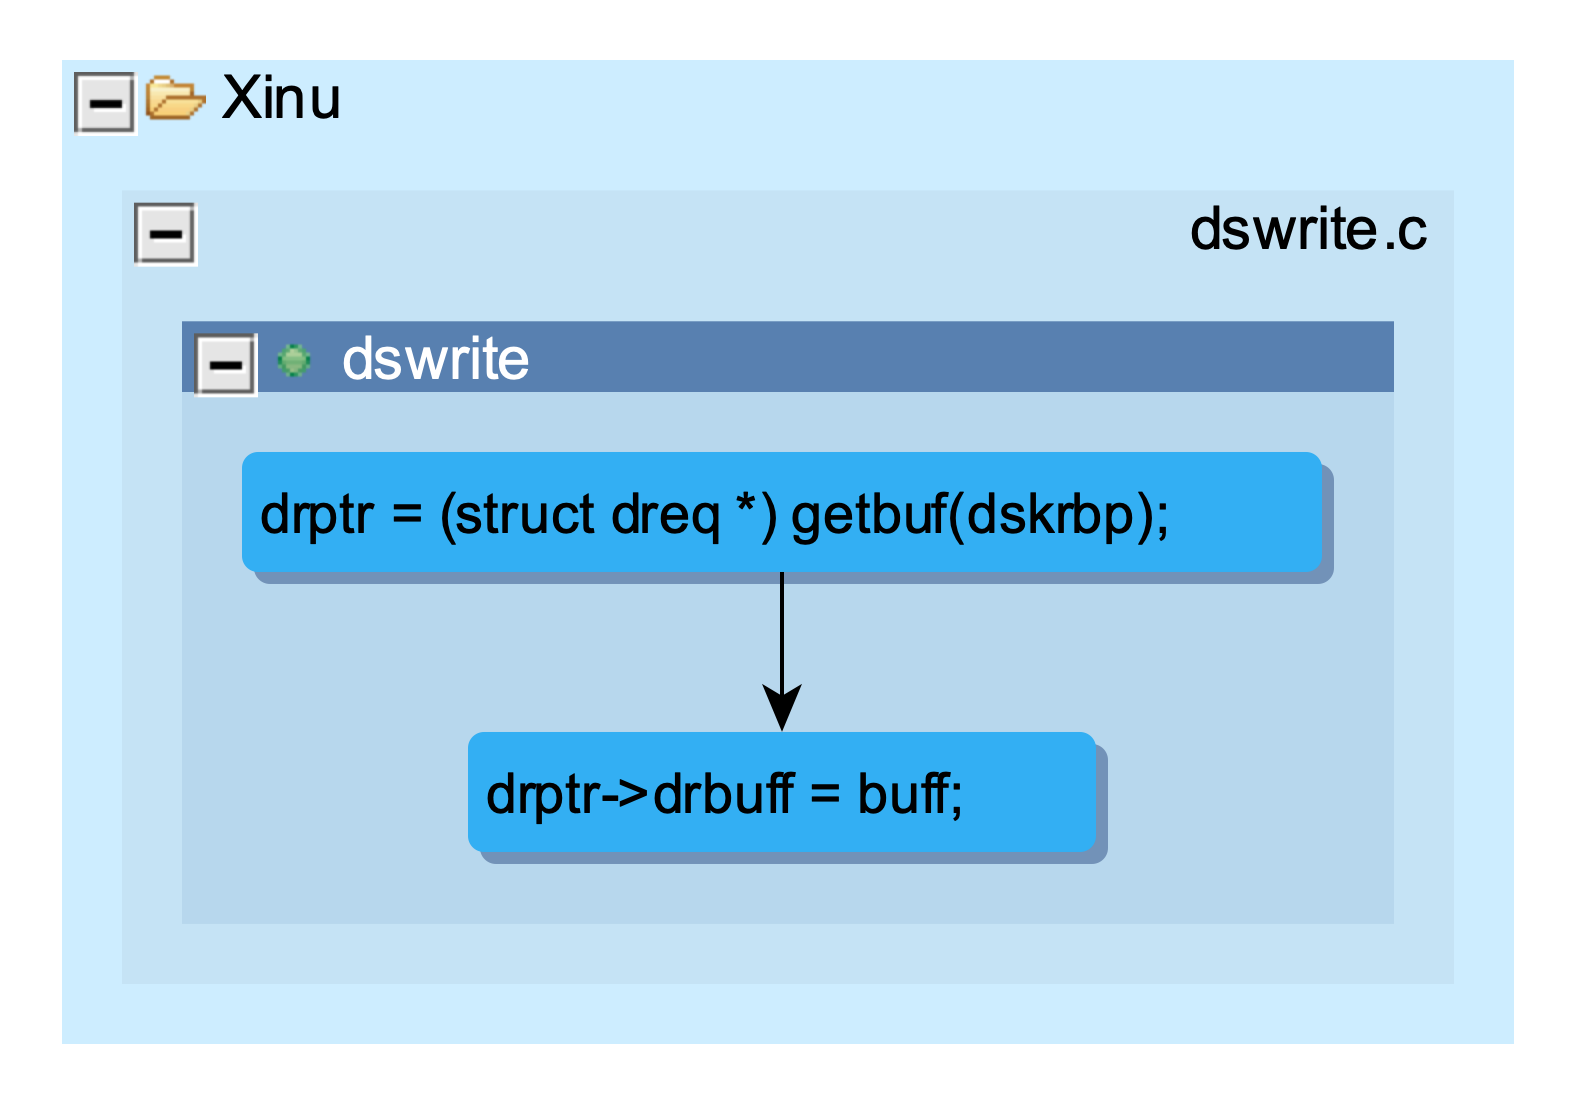 Xinu
dswrite.c
dswrite
drptr = (struct dreq *) getbuf(dskrbp);
drptr->drbuff = buff;